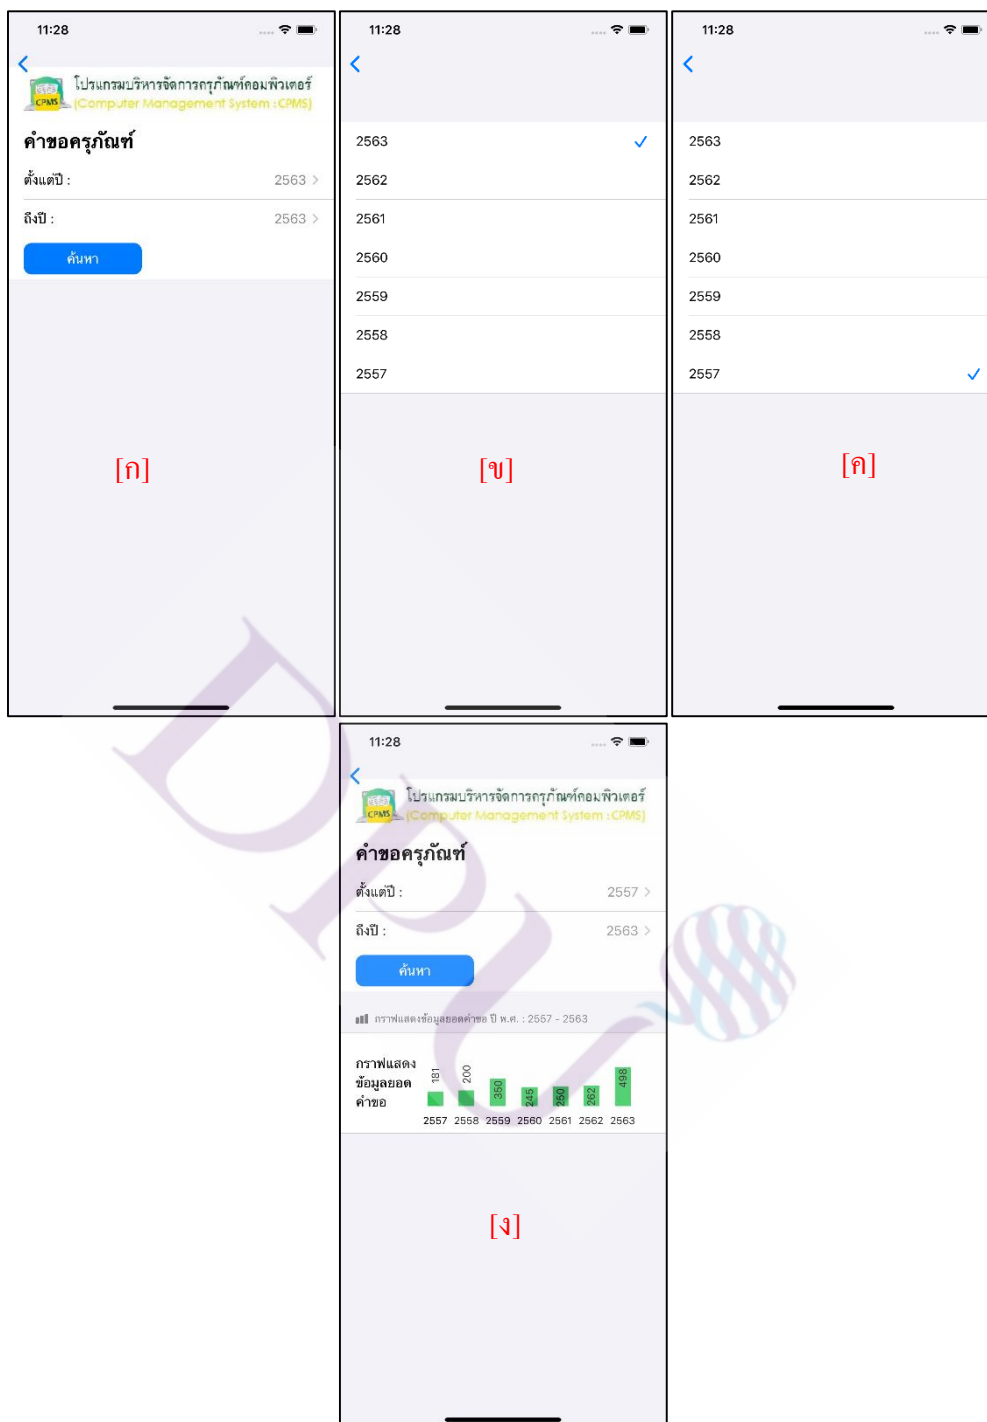 11:28
โปรแกรมบริหารจัดการครุภัณฑ์คอมพิวเตอร์
CPMS
(Computer Management System : CPMS)
คำขอครุภัณฑ์
ตั้งแต่ปี : 2563
ถึงปี : 2563
ค้นหา
[ก]
11:28
2563
2562
2561
2560
2559
2558
2557
[ข]
11:28
2563
2562
2561
2560
2559
2558
2557
[ค]
11:28
โปรแกรมบริหารจัดการครุภัณฑ์คอมพิวเตอร์
CPMS
(Computer Management System : CPMS)
คำขอครุภัณฑ์
ตั้งแต่ปี : 2557
ถึงปี : 2563
ค้นหา
กราฟแสดงข้อมูลยอดคำขอ ปี พ.ศ. : 2557 - 2563
กราฟแสดง
ข้อมูลยอด
คำขอ
181 200 350 245 250 262 498
2557 2558 2559 2560 2561 2562 2563
[ง]
DPU